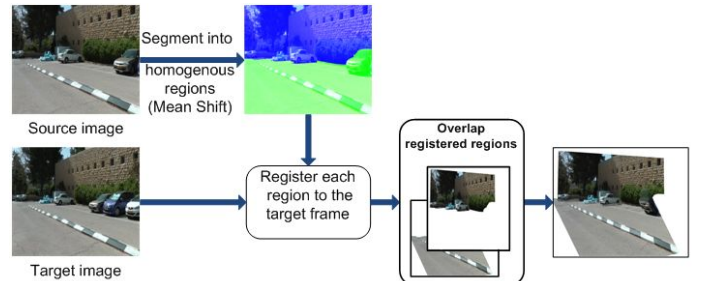 Segment into
homogenous
regions
(Mean Shift)
Source image
Overlap
registered regions
Register each
region to the
target frame
Target image